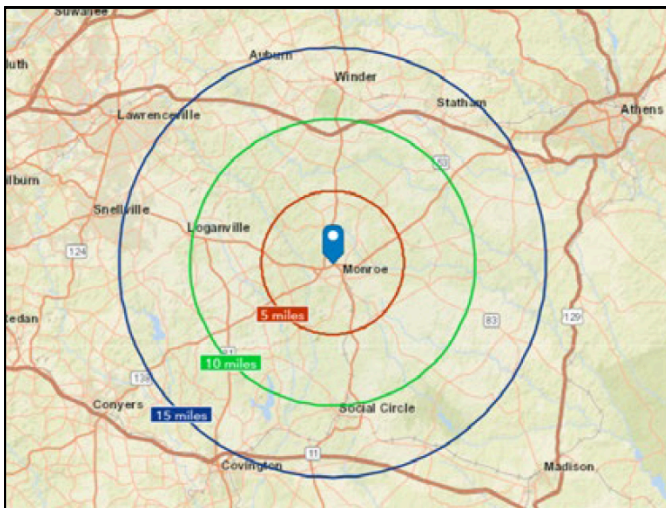 Suwanee
Auburn
Winder
Statham
Athens
Lawrenceville
53
Snellville
Loganville
124
Monroe
5 miles
83
129
10 miles
Conyers
15 miles
Social Circle
11
Covington
Madison